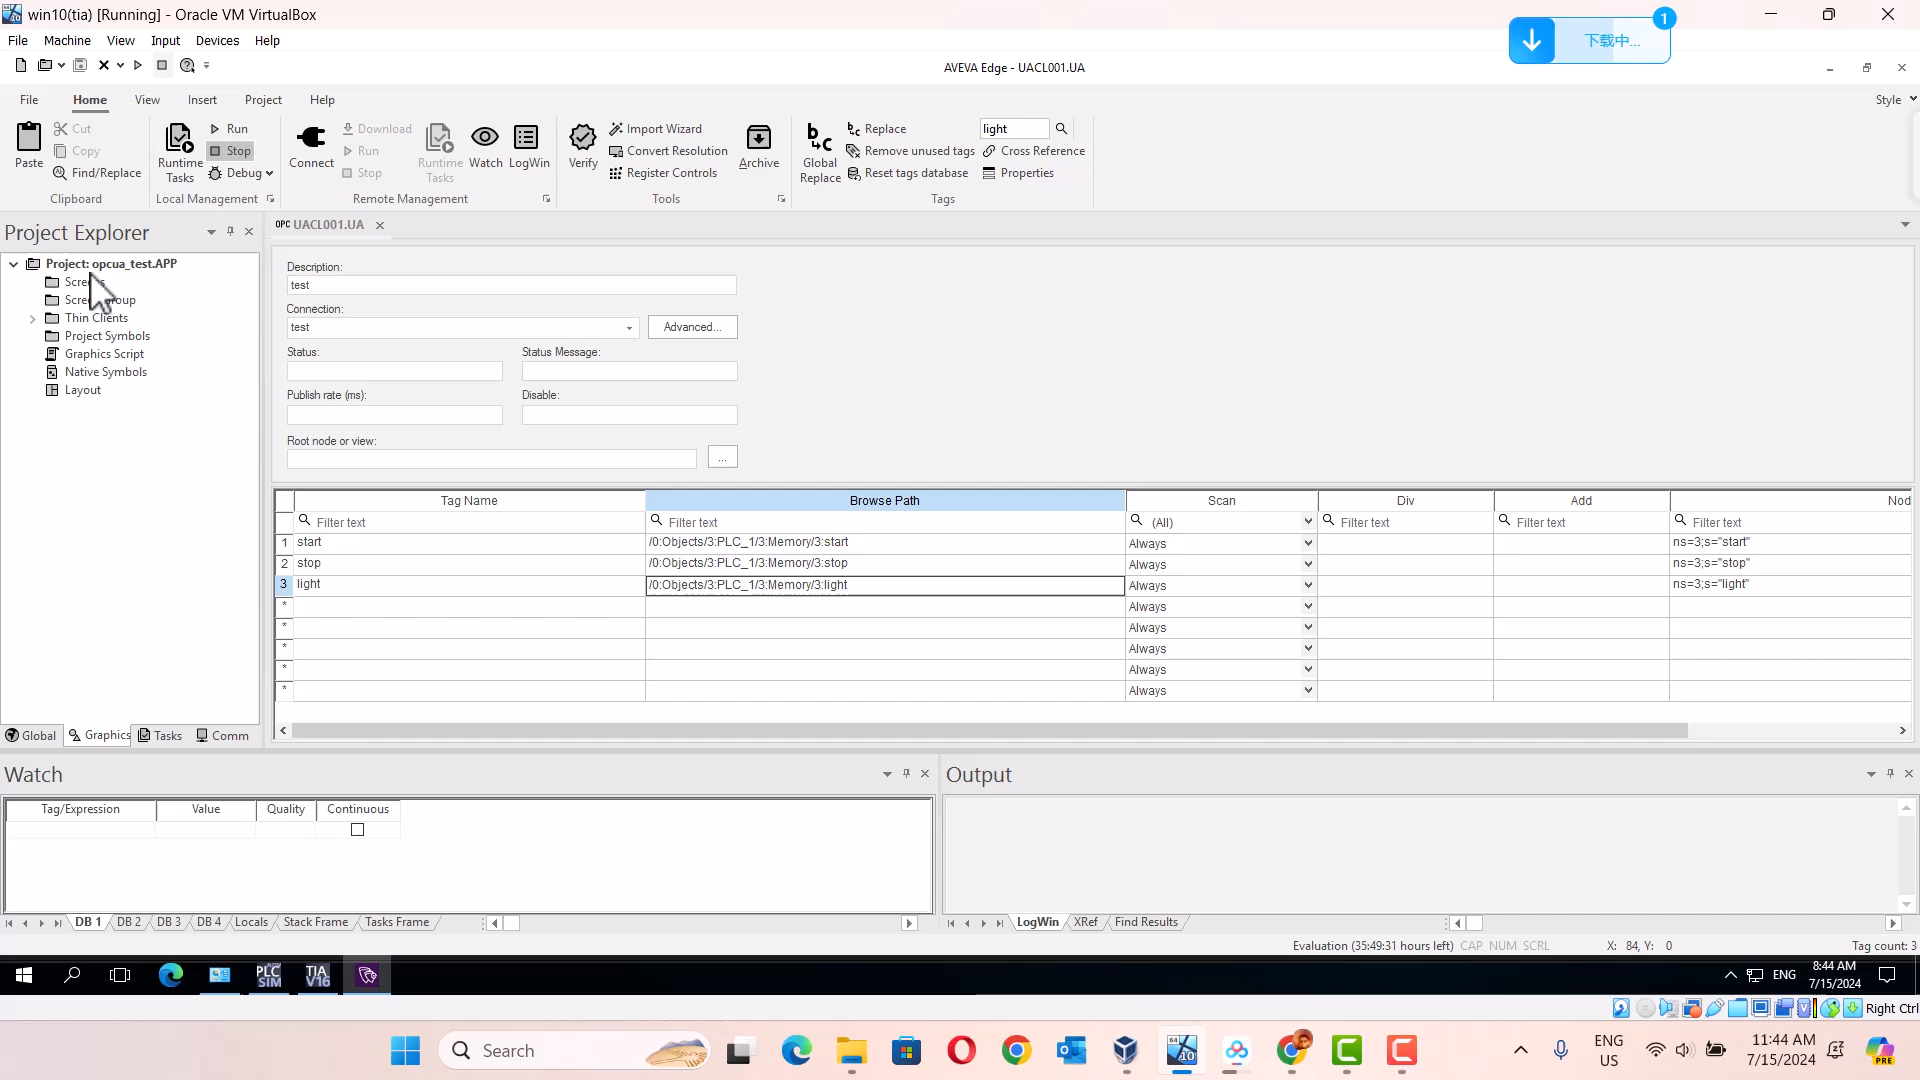 win10(tia) [Running] - Oracle VM VirtualBox
File Machine View Input Devices Help
1
下载中...
AVEVA Edge - UACL001.UA
File Home View Insert Project Help
Style
Paste Cut Copy Find/Replace
Clipboard
Runtime Tasks Run Stop Debug
Local Management
Connect Download Run Stop Runtime Tasks Watch LogWin
Remote Management
Verify Import Wizard Convert Resolution Register Controls Archive
Tools
Global Replace Replace Remove unused tags Reset tags database light Cross Reference Properties
Tags
Project Explorer
Project: opcua_test.APP
Thin Clients
Project Symbols
Graphics Script
Native Symbols
Layout
Global Graphics Tasks Comm
OPC UACL001.UA
Description:
test
Connection:
test Advanced...
Status: Status Message:
Publish rate (ms): Disable:
Root node or view:
...
Tag Name Browse Path Scan Div Add Nod
Filter text Filter text (All) Filter text Filter text Filter text
1 start /0:Objects/3:PLC_1/3:Memory/3:start Always ns=3;s="start"
2 stop /0:Objects/3:PLC_1/3:Memory/3:stop Always ns=3;s="stop"
3 light /0:Objects/3:PLC_1/3:Memory/3:light Always ns=3;s="light"
* Always
* Always
* Always
* Always
* Always
Watch
Tag/Expression Value Quality Continuous
DB 1 DB 2 DB 3 DB 4 Locals Stack Frame Tasks Frame
Output
LogWin XRef Find Results
Evaluation (35:49:31 hours left) CAP NUM SCRL X: 84, Y: 0 Tag count: 3
PLC SIM TIA V16
ENG 8:44 AM
7/15/2024
Right Ctrl
Search
ENG US
11:44 AM
7/15/2024
PRE